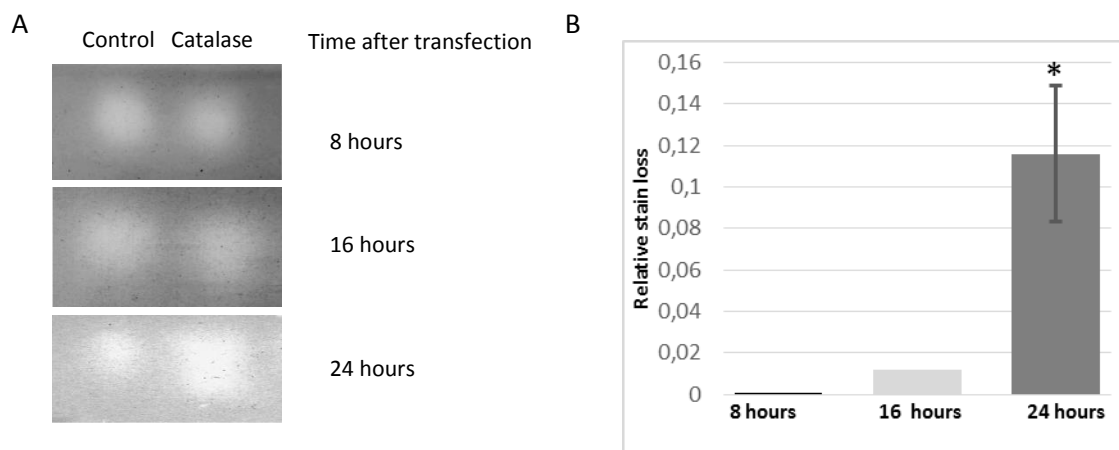 A
Control Catalase Time after transfection
8 hours
16 hours
24 hours
B
Relative stain loss
0,16
0,14
0,12
0,1
0,08
0,06
0,04
0,02
0
*
8 hours 16 hours 24 hours